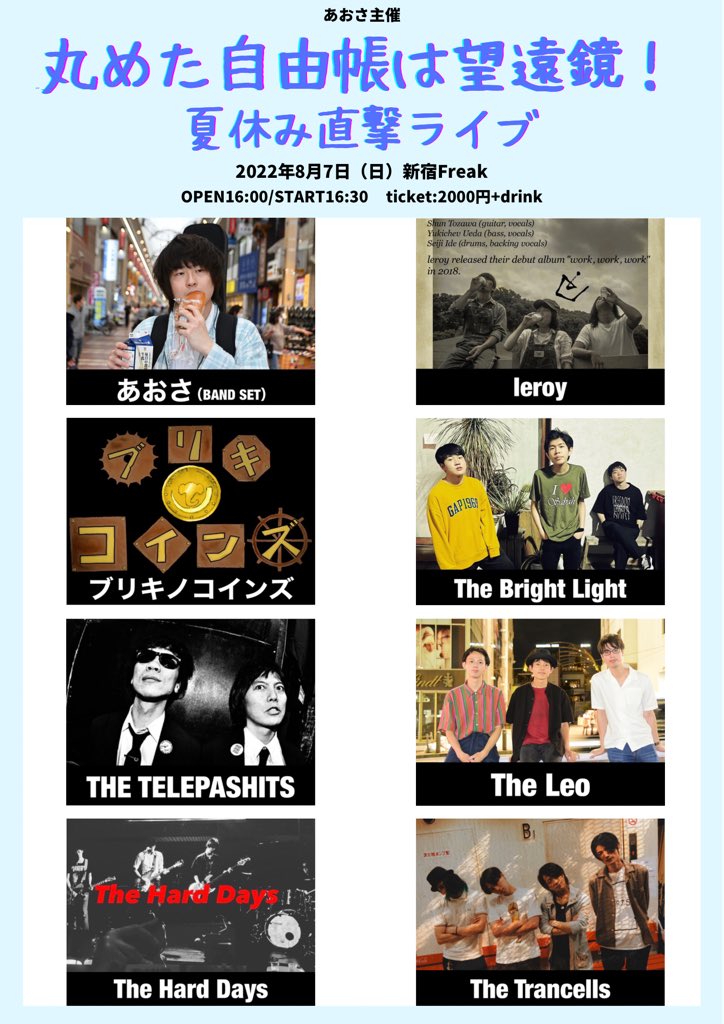 あおさ主催
丸めた自由帳は望遠鏡！
夏休み直撃ライブ
2022年8月7日（日）新宿Freak
OPEN16:00/START16:30 ticket:2000円+drink
あおさ（BAND SET）
Shun Tozawa (guitar, vocals)
Yukichev Ueda (bass, vocals)
Seiji Ide (drums, backing vocals)
leroy released their debut album "work, work, work"
in 2018.
leroy
ブリキ
の
コインズ
ブリキノコインズ
GAP 1969
I ♥
The Bright Light
THE TELEPASHITS
The Leo
The Hard Days
The Hard Days
B
The Trancells